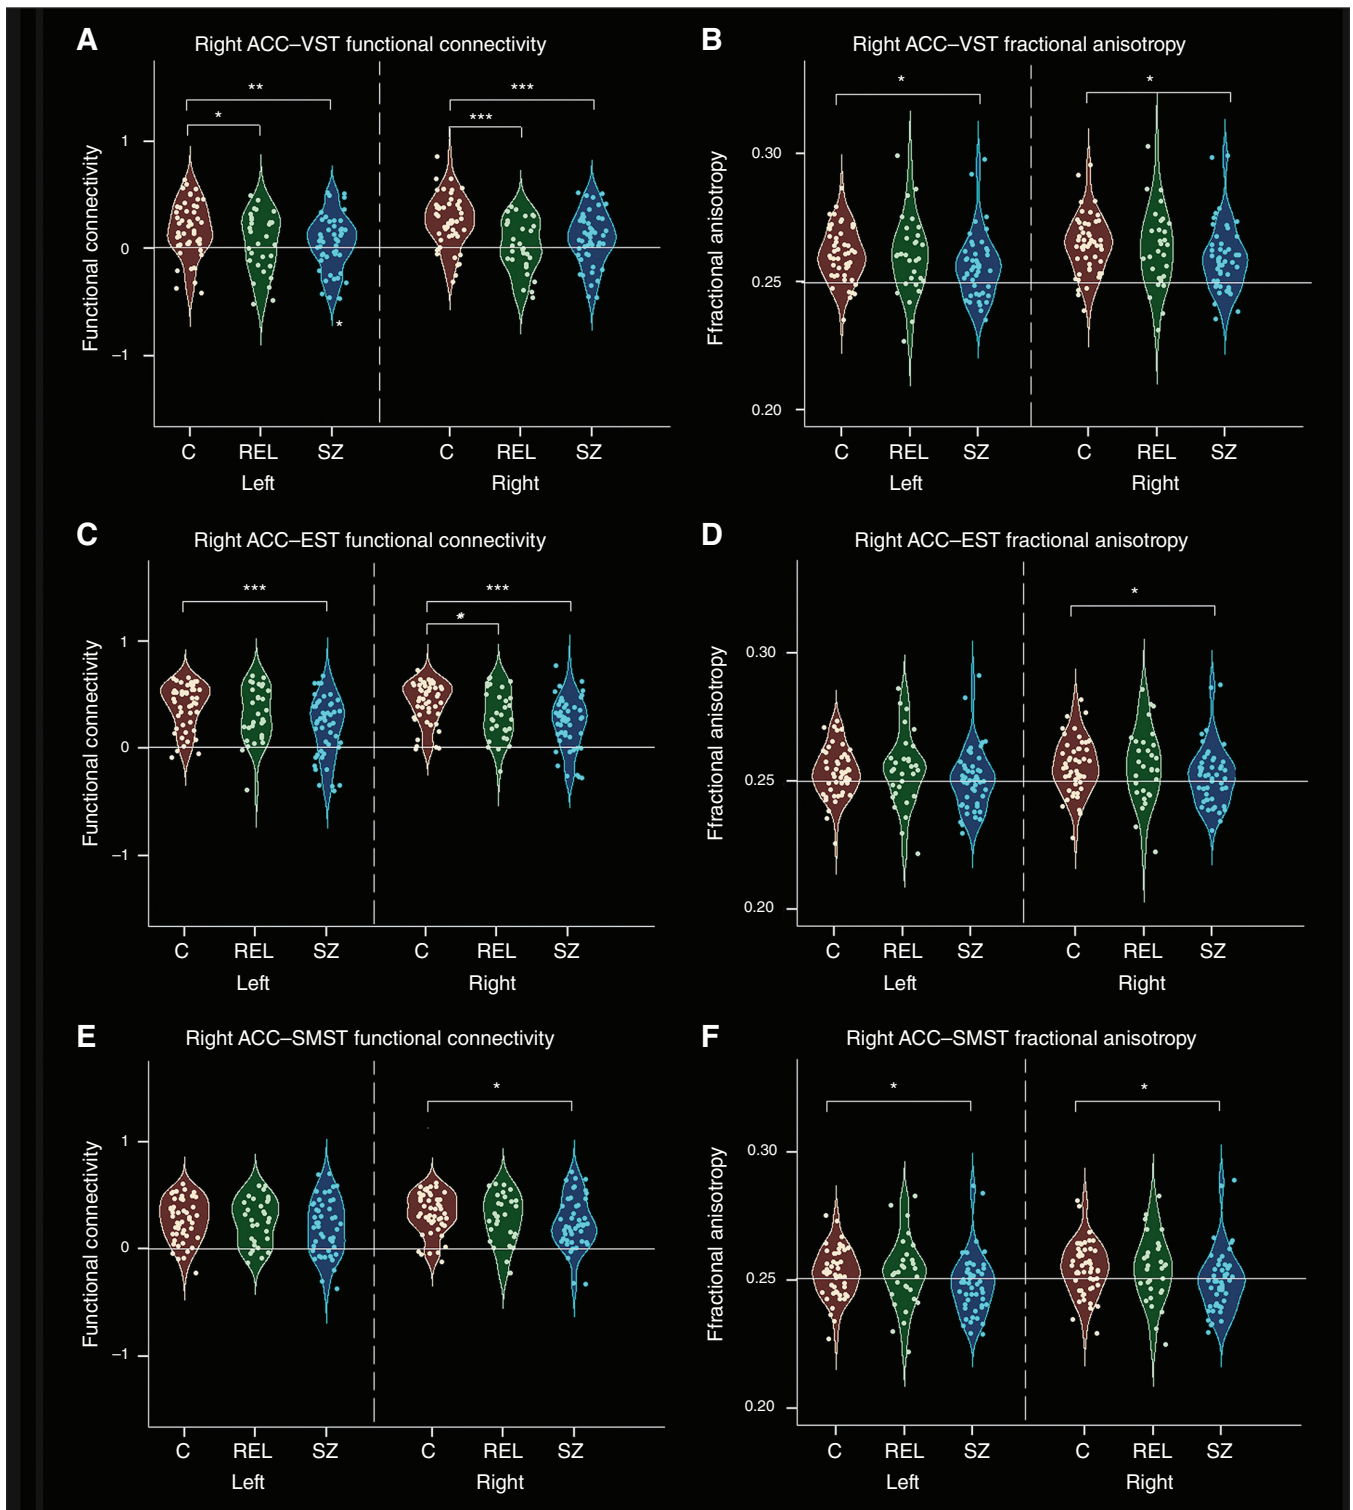 A
Right ACC–VST functional connectivity
Functional connectivity
1
0
–1
**
*
***
***
*
C REL SZ C REL SZ
Left Right
B
Right ACC–VST fractional anisotropy
Ffractional anisotropy
0.30
0.25
0.20
* *
C REL SZ C REL SZ
Left Right
C
Right ACC–EST functional connectivity
Functional connectivity
1
0
–1
*** ***
*
C REL SZ C REL SZ
Left Right
D
Right ACC–EST fractional anisotropy
Ffractional anisotropy
0.30
0.25
0.20
*
C REL SZ C REL SZ
Left Right
E
Right ACC–SMST functional connectivity
Functional connectivity
1
0
–1
*
C REL SZ C REL SZ
Left Right
F
Right ACC–SMST fractional anisotropy
Ffractional anisotropy
0.30
0.25
0.20
* *
C REL SZ C REL SZ
Left Right